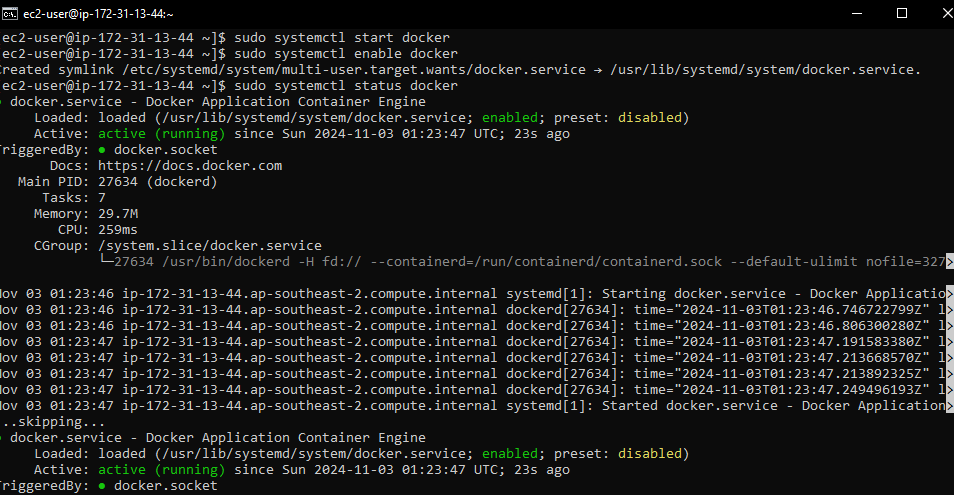 ec2-user@ip-172-31-13-44:~
ec2-user@ip-172-31-13-44 ~]$ sudo systemctl start docker
ec2-user@ip-172-31-13-44 ~]$ sudo systemctl enable docker
Created symlink /etc/systemd/system/multi-user.target.wants/docker.service → /usr/lib/systemd/system/docker.service.
ec2-user@ip-172-31-13-44 ~]$ sudo systemctl status docker
● docker.service - Docker Application Container Engine
Loaded: loaded (/usr/lib/systemd/system/docker.service; enabled; preset: disabled)
Active: active (running) since Sun 2024-11-03 01:23:47 UTC; 23s ago
TriggeredBy: ● docker.socket
Docs: https://docs.docker.com
Main PID: 27634 (dockerd)
Tasks: 7
Memory: 29.7M
CPU: 259ms
CGroup: /system.slice/docker.service
└─27634 /usr/bin/dockerd -H fd:// --containerd=/run/containerd/containerd.sock --default-ulimit nofile=327>
Nov 03 01:23:46 ip-172-31-13-44.ap-southeast-2.compute.internal systemd[1]: Starting docker.service - Docker Applicatio>
Nov 03 01:23:46 ip-172-31-13-44.ap-southeast-2.compute.internal dockerd[27634]: time="2024-11-03T01:23:46.746722799Z" l>
Nov 03 01:23:46 ip-172-31-13-44.ap-southeast-2.compute.internal dockerd[27634]: time="2024-11-03T01:23:46.806300280Z" l>
Nov 03 01:23:47 ip-172-31-13-44.ap-southeast-2.compute.internal dockerd[27634]: time="2024-11-03T01:23:47.191583380Z" l>
Nov 03 01:23:47 ip-172-31-13-44.ap-southeast-2.compute.internal dockerd[27634]: time="2024-11-03T01:23:47.213668570Z" l>
Nov 03 01:23:47 ip-172-31-13-44.ap-southeast-2.compute.internal dockerd[27634]: time="2024-11-03T01:23:47.213892325Z" l>
Nov 03 01:23:47 ip-172-31-13-44.ap-southeast-2.compute.internal dockerd[27634]: time="2024-11-03T01:23:47.249496193Z" l>
Nov 03 01:23:47 ip-172-31-13-44.ap-southeast-2.compute.internal systemd[1]: Started docker.service - Docker Application>
...skipping...
● docker.service - Docker Application Container Engine
Loaded: loaded (/usr/lib/systemd/system/docker.service; enabled; preset: disabled)
Active: active (running) since Sun 2024-11-03 01:23:47 UTC; 23s ago
TriggeredBy: ● docker.socket